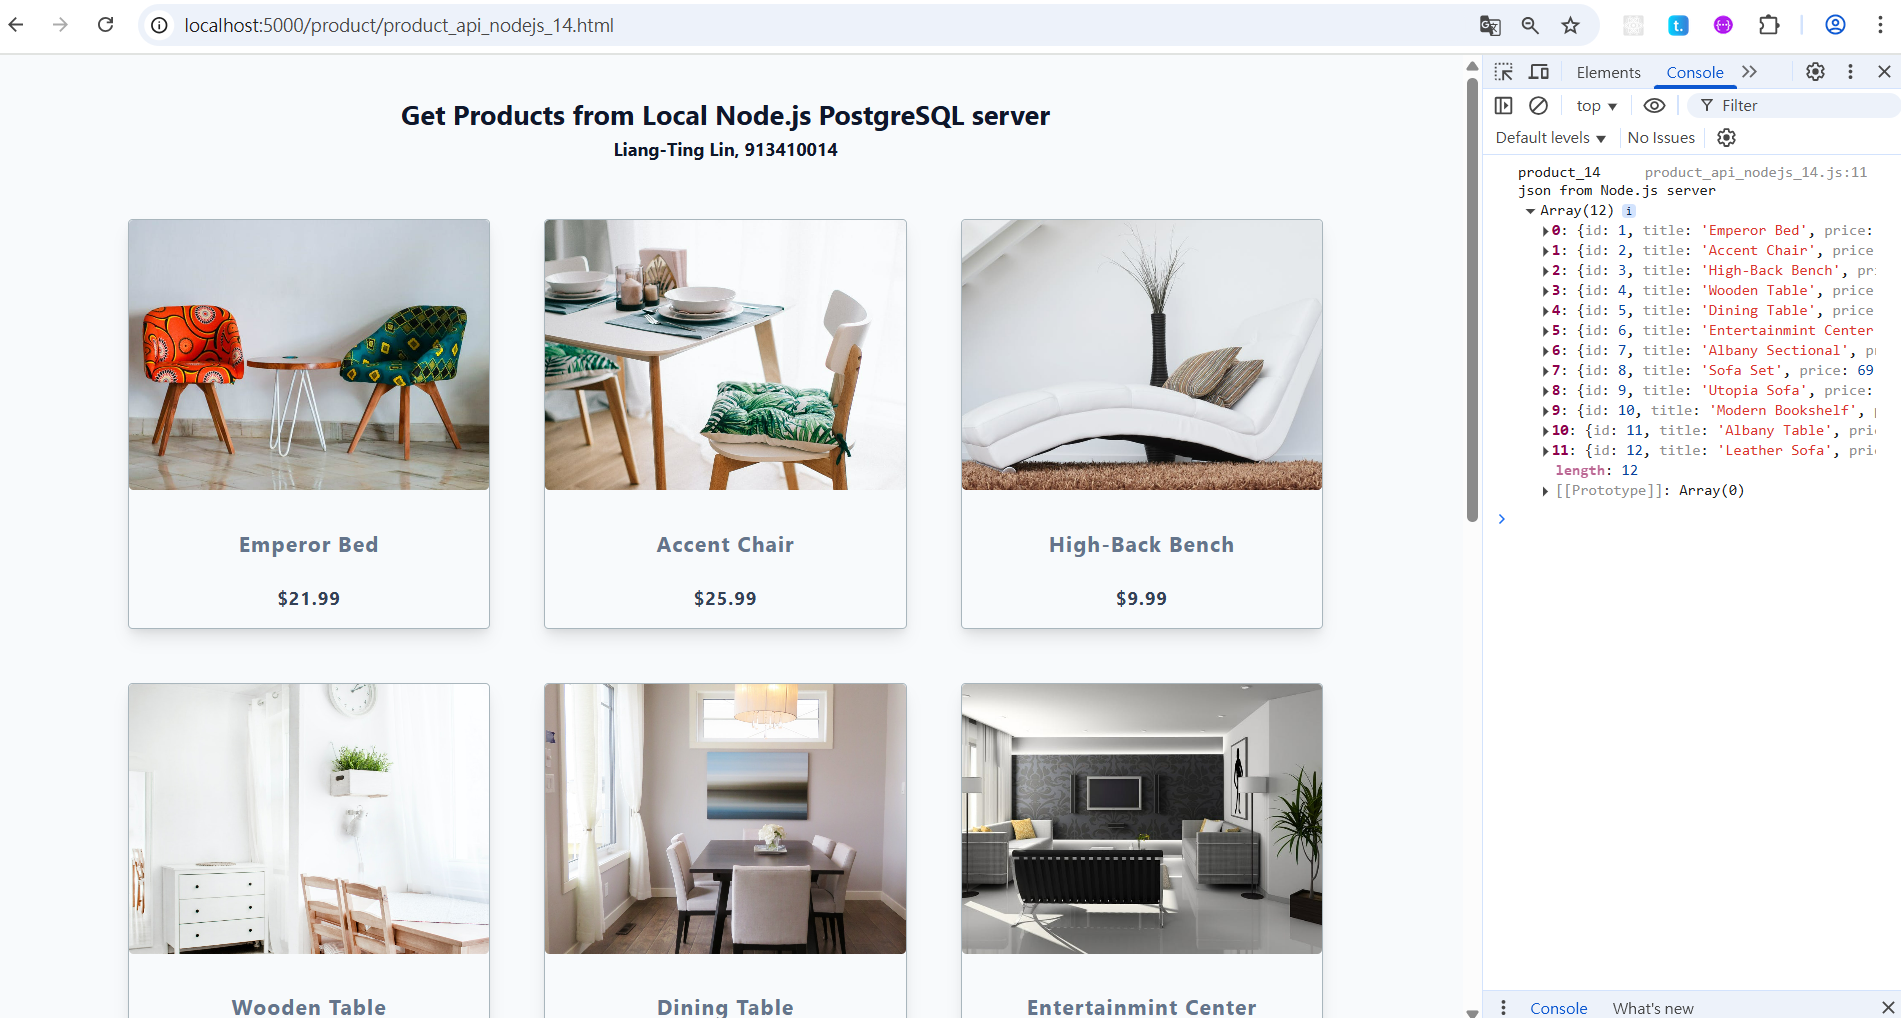 localhost:5000/product/product_api_nodejs_14.html
Get Products from Local Node.js PostgreSQL server
Liang-Ting Lin, 913410014
Emperor Bed
$21.99
Accent Chair
$25.99
High-Back Bench
$9.99
Wooden Table
Dining Table
Entertainmint Center
Elements
Console
top
Filter
Default levels
No Issues
product_14 product_api_nodejs_14.js:11
json from Node.js server
Array(12) i
0: {id: 1, title: 'Emperor Bed', price:
1: {id: 2, title: 'Accent Chair', price
2: {id: 3, title: 'High-Back Bench', pr
3: {id: 4, title: 'Wooden Table', price
4: {id: 5, title: 'Dining Table', price
5: {id: 6, title: 'Entertainmint Center
6: {id: 7, title: 'Albany Sectional', p
7: {id: 8, title: 'Sofa Set', price: 69
8: {id: 9, title: 'Utopia Sofa', price:
9: {id: 10, title: 'Modern Bookshelf',
10: {id: 11, title: 'Albany Table', pri
11: {id: 12, title: 'Leather Sofa', pri
length: 12
[[Prototype]]: Array(0)
Console
What's new